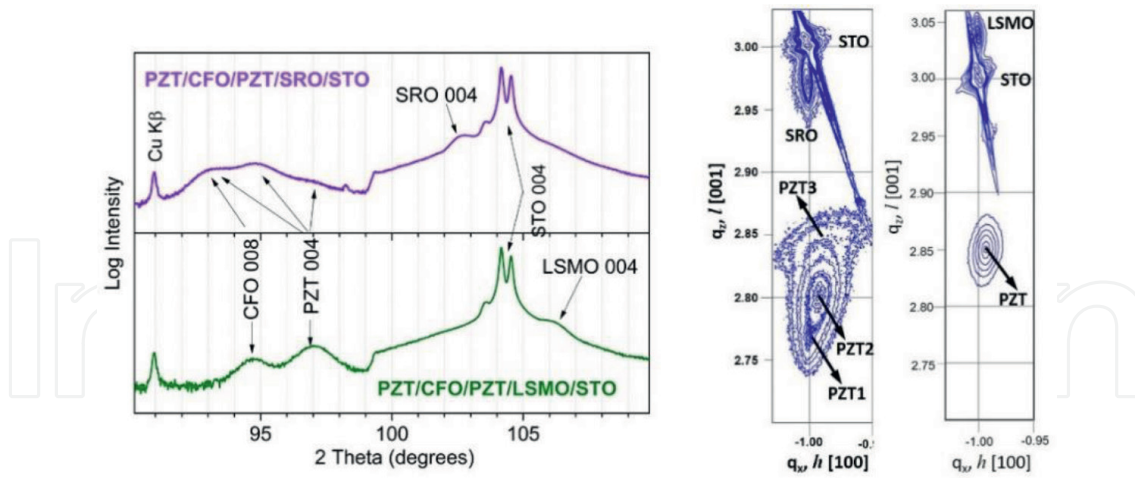 PZT/CFO/PZT/SRO/STO
Cu Kβ
SRO 004
STO 004
CFO 008
PZT 004
LSMO 004
PZT/CFO/PZT/LSMO/STO
Log Intensity
95
100
105
2 Theta (degrees)
3.00
2.95
2.90
2.85
2.80
2.75
STO
SRO
PZT3
PZT2
PZT1
qz, l [001]
-1.00
-0.
qx, h [100]
3.05
3.00
2.95
2.90
2.85
2.80
2.75
LSMO
STO
PZT
qz, l [001]
-1.00
-0.95
qx, h [100]